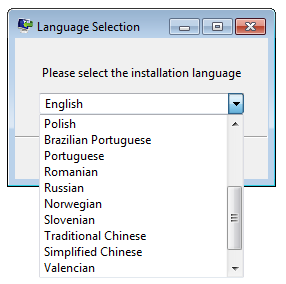 Language Selection
Please select the installation language
English
Polish
Brazilian Portuguese
Portuguese
Romanian
Russian
Norwegian
Slovenian
Traditional Chinese
Simplified Chinese
Valencian